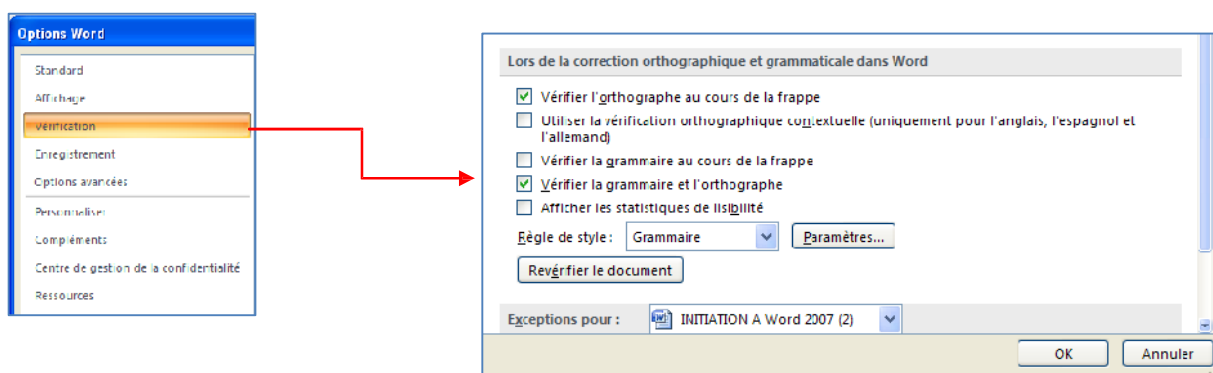 Options Word
Standard
Affichage
Vérification
Enregistrement
Options avancées
Personnaliser
Compléments
Centre de gestion de la confidentialité
Ressources
Lors de la correction orthographique et grammaticale dans Word
Vérifier l'orthographe au cours de la frappe
Utiliser la vérification orthographique contextuelle (uniquement pour l'anglais, l'espagnol et
l'allemand)
Vérifier la grammaire au cours de la frappe
Vérifier la grammaire et l'orthographe
Afficher les statistiques de lisibilité
Règle de style : Grammaire Paramètres...
Revérifier le document
Exceptions pour : INITIATION A Word 2007 (2)
OK Annuler